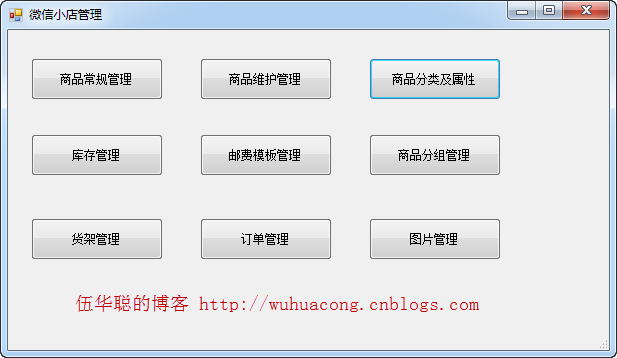 微信小店管理
商品常规管理 商品维护管理 商品分类及属性
库存管理 邮费模板管理 商品分组管理
货架管理 订单管理 图片管理
伍华聪的博客 http://wuhuacong.cnblogs.com